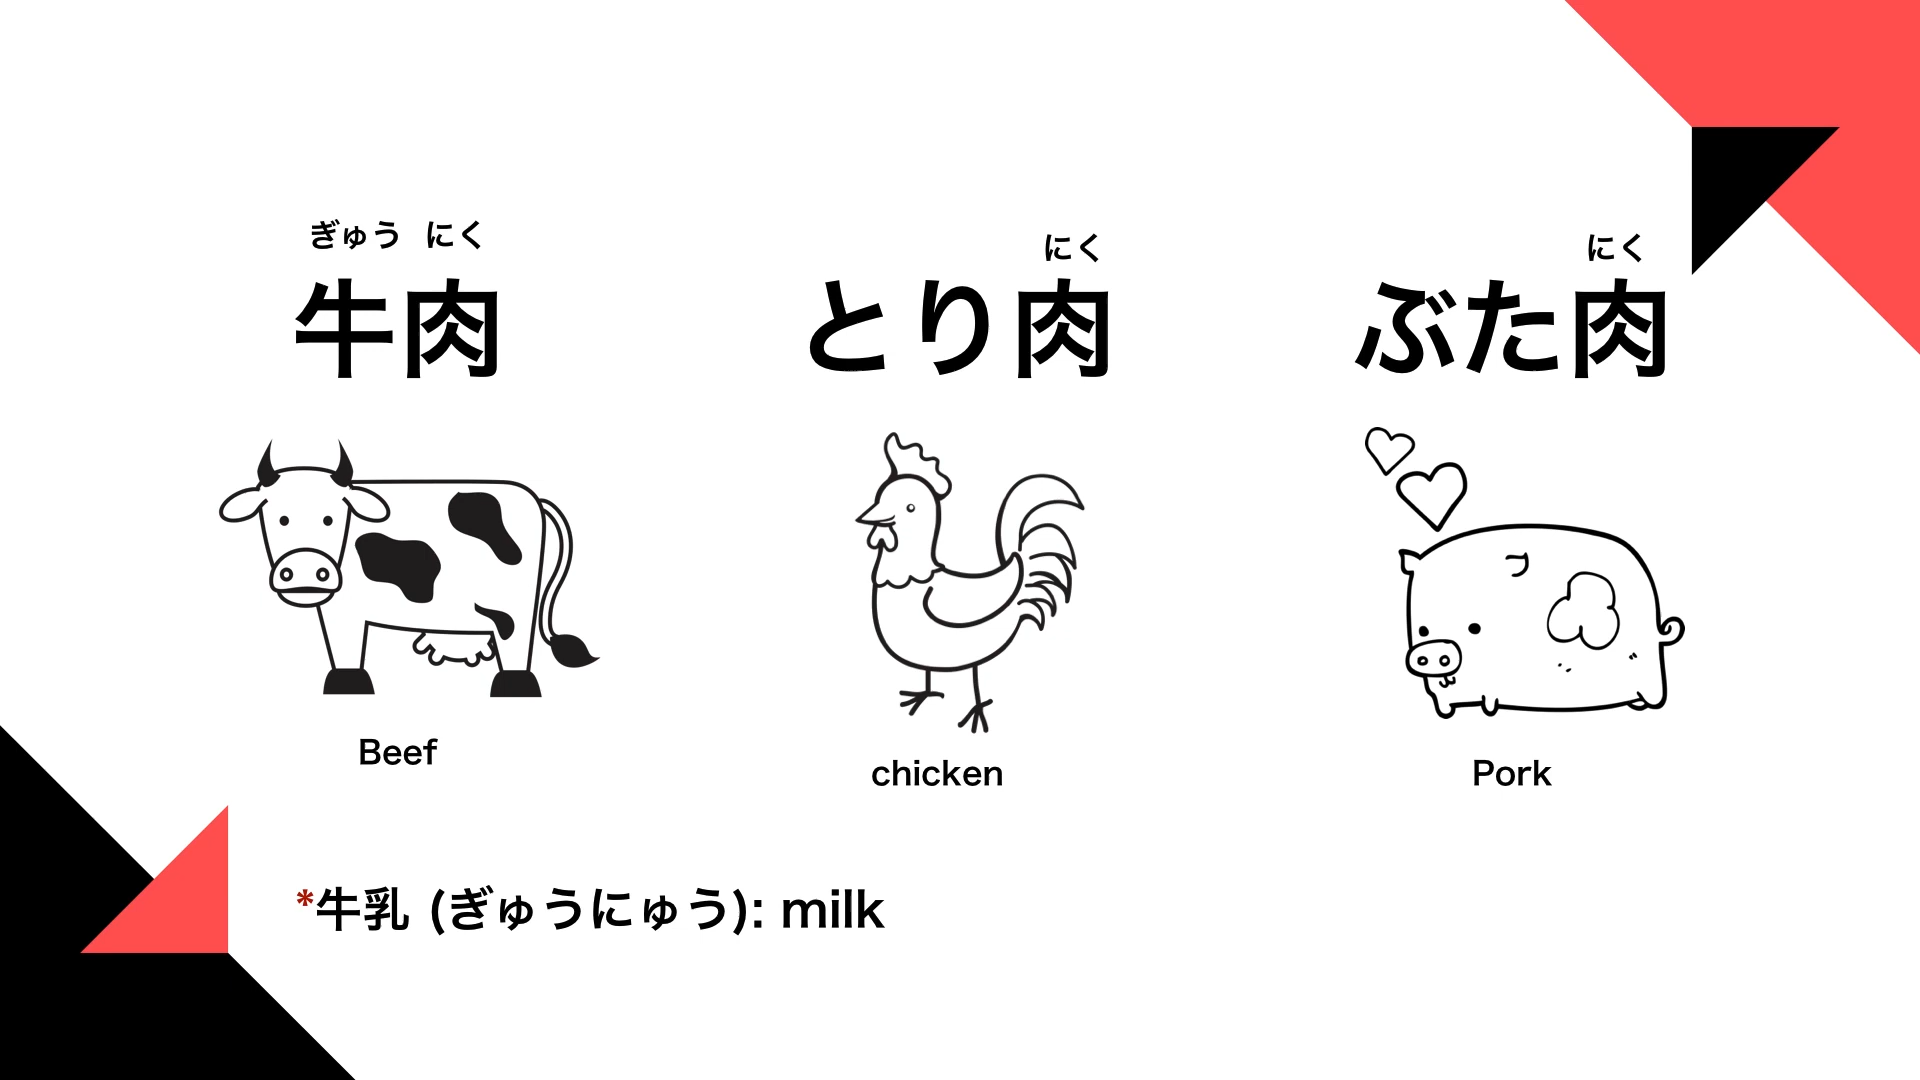 ぎゅう にく
牛肉
にく
とり肉
にく
ぶた肉
Beef
chicken
Pork
*牛乳 (ぎゅうにゅう): milk